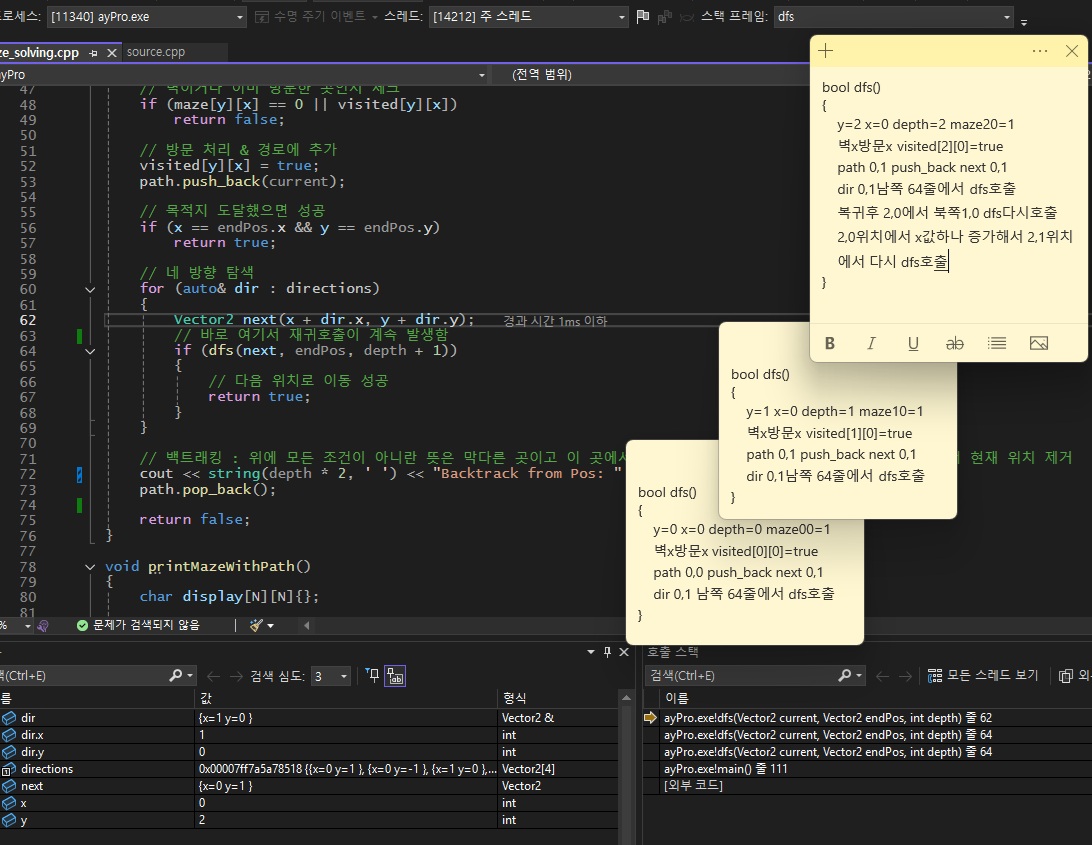 로세스: [11340] ayPro.exe 수명 주기 이벤트 스레드: [14212] 주 스레드 스택 프레임: dfs
ze_solving.cpp source.cpp
ayPro (전역 범위)
47 // 벽이거나 이미 방문한 곳인지 체크
48 if (maze[y][x] == 0 || visited[y][x])
49 return false;
50
51 // 방문 처리 & 경로에 추가
52 visited[y][x] = true;
53 path.push_back(current);
54
55 // 목적지 도달했으면 성공
56 if (x == endPos.x && y == endPos.y)
57 return true;
58
59 // 네 방향 탐색
60 for (auto& dir : directions)
61 {
62 Vector2 next(x + dir.x, y + dir.y); 경과 시간 1ms 이하
63 // 바로 여기서 재귀호출이 계속 발생함
64 if (dfs(next, endPos, depth + 1))
65 {
66 // 다음 위치로 이동 성공
67 return true;
68 }
69 }
70
71 // 백트래킹 : 위에 모든 조건이 아니란 뜻은 막다른 곳이고 이 곳에서 현재 위치 제거
72 cout << string(depth * 2, ' ') << "Backtrack from Pos: "
73 path.pop_back();
74
75 return false;
76 }
77
78 void printMazeWithPath()
79 {
80 char display[N][N]{};
81
bool dfs()
{
y=2 x=0 depth=2 maze20=1
벽x방문x visited[2][0]=true
path 0,1 push_back next 0,1
dir 0,1남쪽 64줄에서 dfs호출
복귀후 2,0에서 북쪽1,0 dfs다시호출
2,0위치에서 x값하나 증가해서 2,1위치
에서 다시 dfs호출
}
B I U ab
bool dfs()
{
y=1 x=0 depth=1 maze10=1
벽x방문x visited[1][0]=true
path 0,1 push_back next 0,1
dir 0,1남쪽 64줄에서 dfs호출
}
bool dfs()
{
y=0 x=0 depth=0 maze00=1
벽x방문x visited[0][0]=true
path 0,0 push_back next 0,1
dir 0,1 남쪽 64줄에서 dfs호출
}
% 문제가 검색되지 않음
색(Ctrl+E) 검색 심도: 3
름 값 형식
dir {x=1 y=0 } Vector2 &
dir.x 1 int
dir.y 0 int
directions 0x00007ff7a5a78518 {{x=0 y=1 }, {x=0 y=-1 }, {x=1 y=0 },... Vector2[4]
next {x=0 y=1 } Vector2
x 0 int
y 2 int
호출 스택
검색(Ctrl+E) 모든 스레드 보기 외
이름
ayPro.exe!dfs(Vector2 current, Vector2 endPos, int depth) 줄 62
ayPro.exe!dfs(Vector2 current, Vector2 endPos, int depth) 줄 64
ayPro.exe!dfs(Vector2 current, Vector2 endPos, int depth) 줄 64
ayPro.exe!main() 줄 111
[외부 코드]